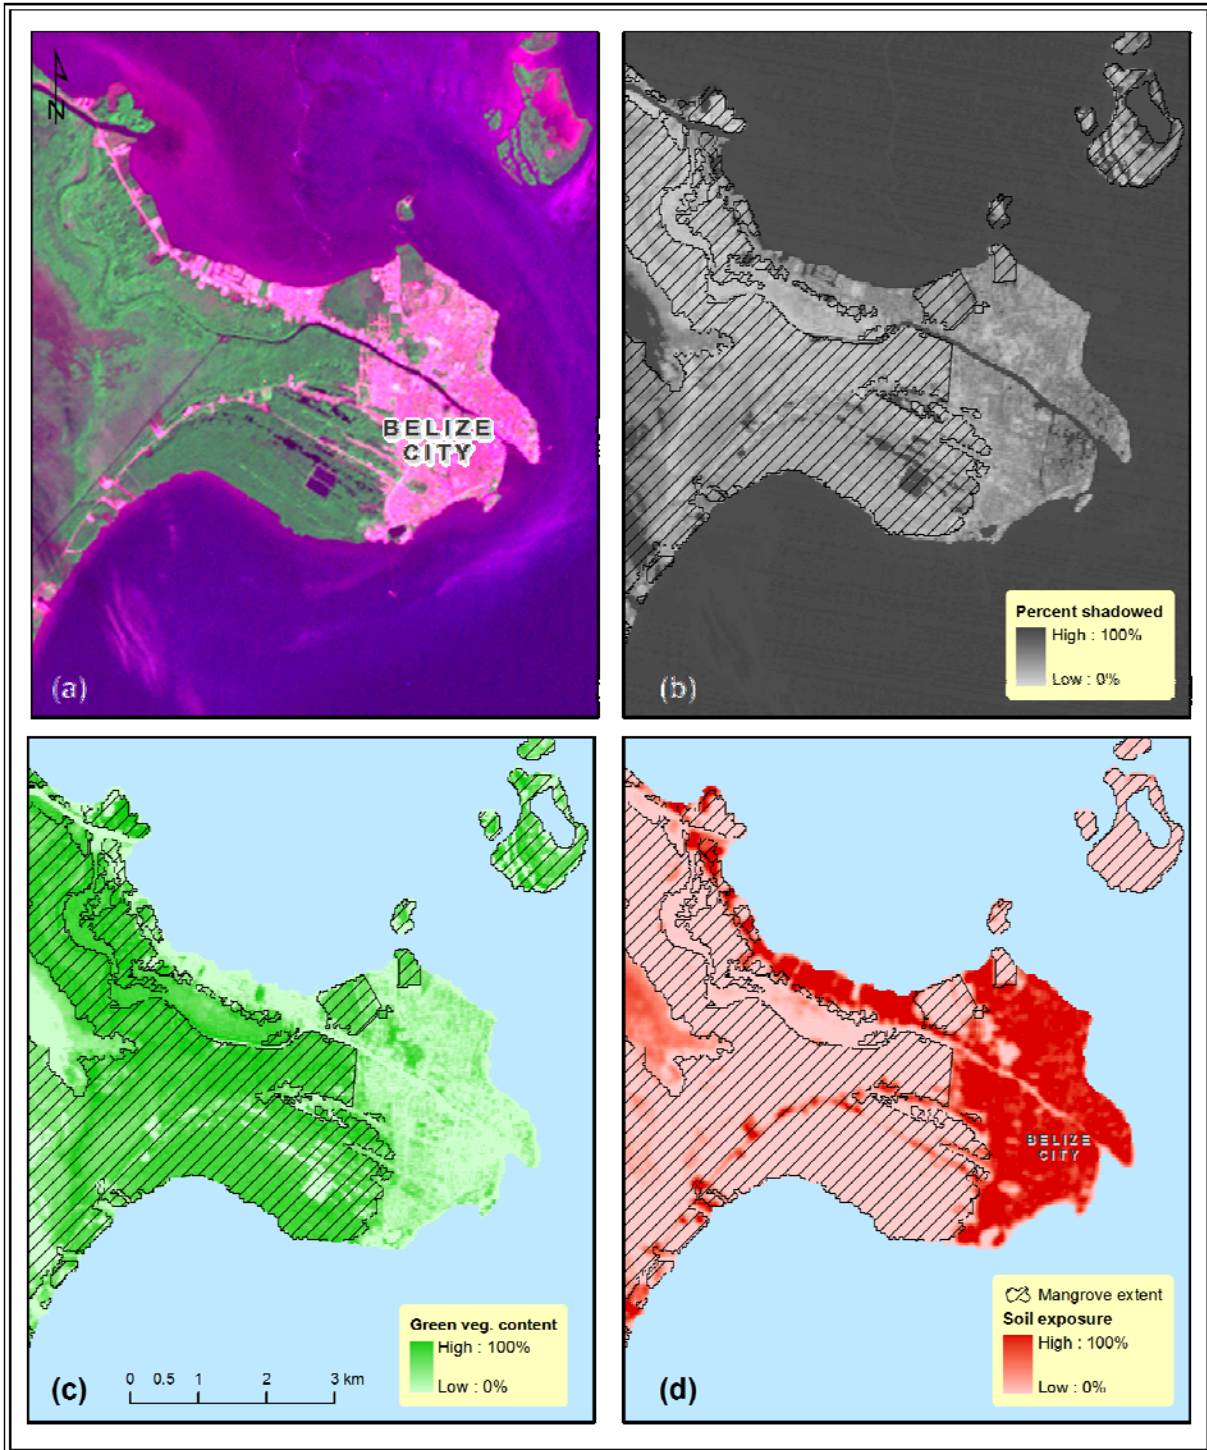 N
BELIZE
CITY
(a)
Percent shadowed
High : 100%
Low : 0%
(b)
Green veg. content
High : 100%
Low : 0%
(c)
0 0.5 1 2 3 km
BELIZE
CITY
Mangrove extent
Soil exposure
High : 100%
Low : 0%
(d)